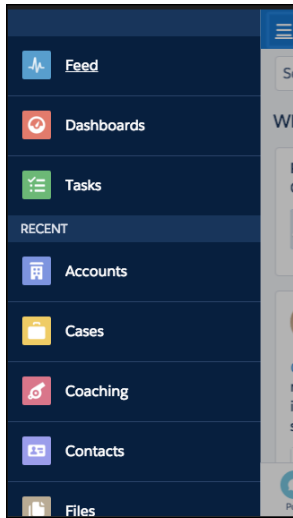 Feed
Dashboards
Tasks
RECENT
Accounts
Cases
Coaching
Contacts
Files